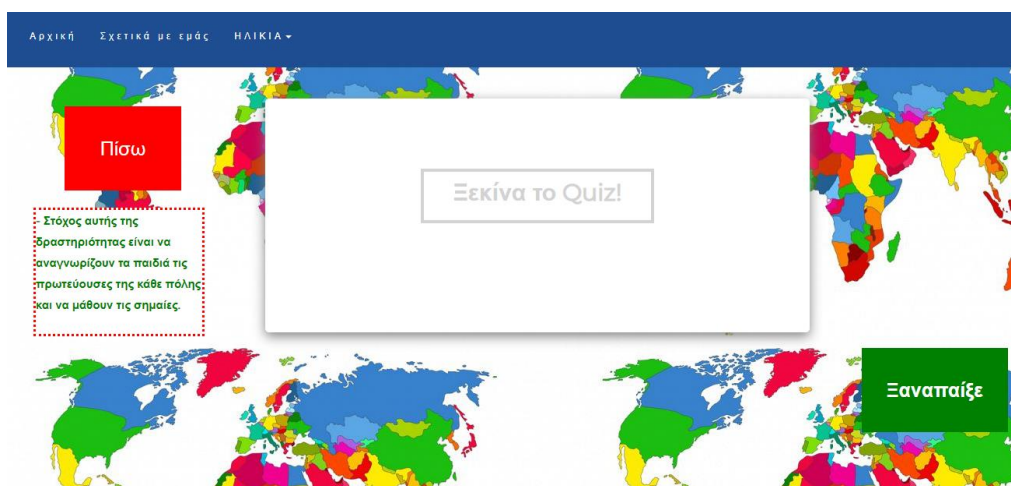 Αρχική Σχετικά με εμάς ΗΛΙΚΙΑ
Πίσω
- Στόχος αυτής της
δραστηριότητας είναι να
αναγνωρίζουν τα παιδιά τις
πρωτεύουσες της κάθε πόλης
και να μάθουν τις σημαίες.
Ξεκίνα το Quiz!
Ξαναπαίξε